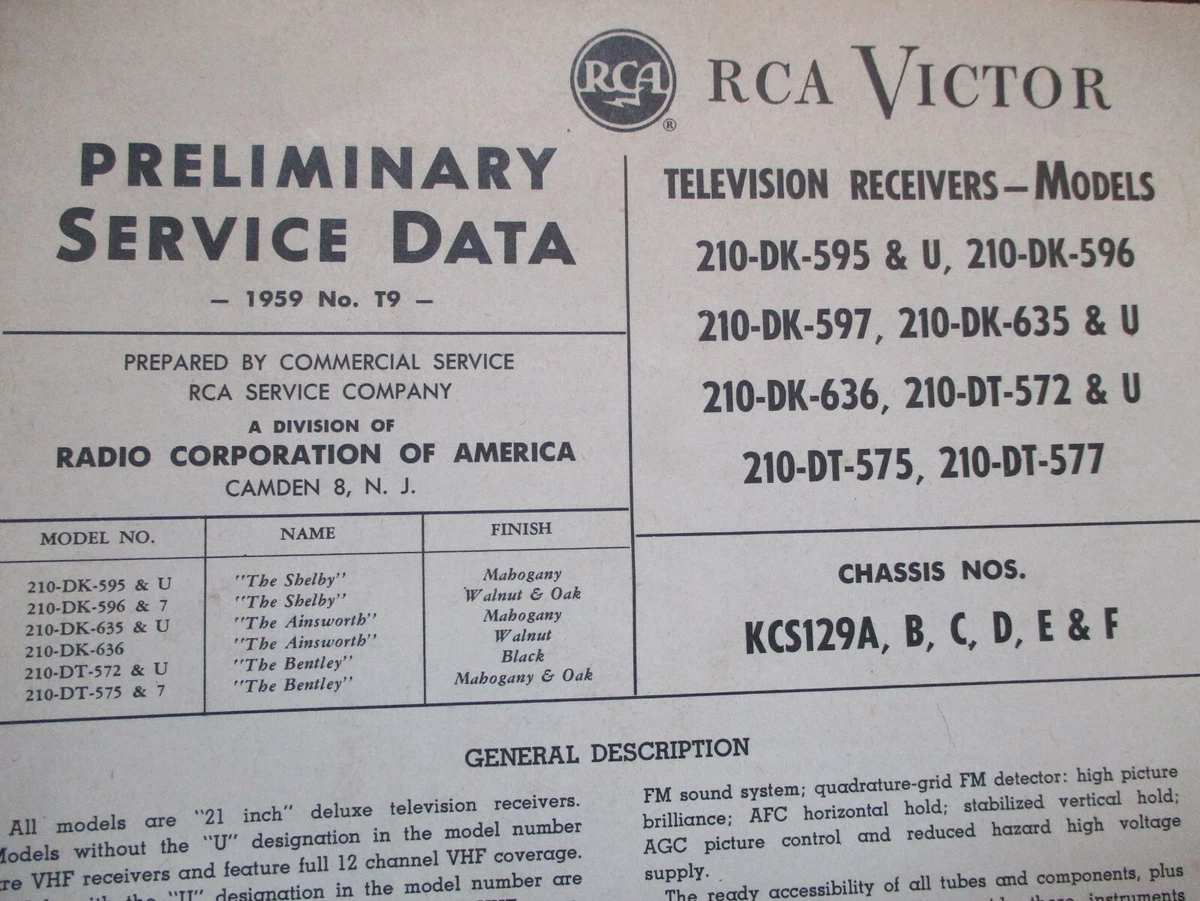 RCA
®
RCA VICTOR
PRELIMINARY
SERVICE DATA
— 1959 No. T9 —
PREPARED BY COMMERCIAL SERVICE
RCA SERVICE COMPANY
A DIVISION OF
RADIO CORPORATION OF AMERICA
CAMDEN 8, N. J.
TELEVISION RECEIVERS—MODELS
210-DK-595 & U, 210-DK-596
210-DK-597, 210-DK-635 & U
210-DK-636, 210-DT-572 & U
210-DT-575, 210-DT-577
CHASSIS NOS.
KCS129A, B, C, D, E & F
MODEL NO. NAME FINISH
210-DK-595 & U "The Shelby" Mahogany
210-DK-596 & 7 "The Shelby" Walnut & Oak
210-DK-635 & U "The Ainsworth" Mahogany
210-DK-636 "The Ainsworth" Walnut
210-DT-572 & U "The Bentley" Black
210-DT-575 & 7 "The Bentley" Mahogany & Oak
GENERAL DESCRIPTION
All models are "21 inch" deluxe television receivers.
Models without the "U" designation in the model number
are VHF receivers and feature full 12 channel VHF coverage.
the "U" designation in the model number are
FM sound system; quadrature-grid FM detector: high picture
brilliance; AFC horizontal hold; stabilized vertical hold;
AGC picture control and reduced hazard high voltage
supply.
The ready accessibility of all tubes and components, plus
these instruments